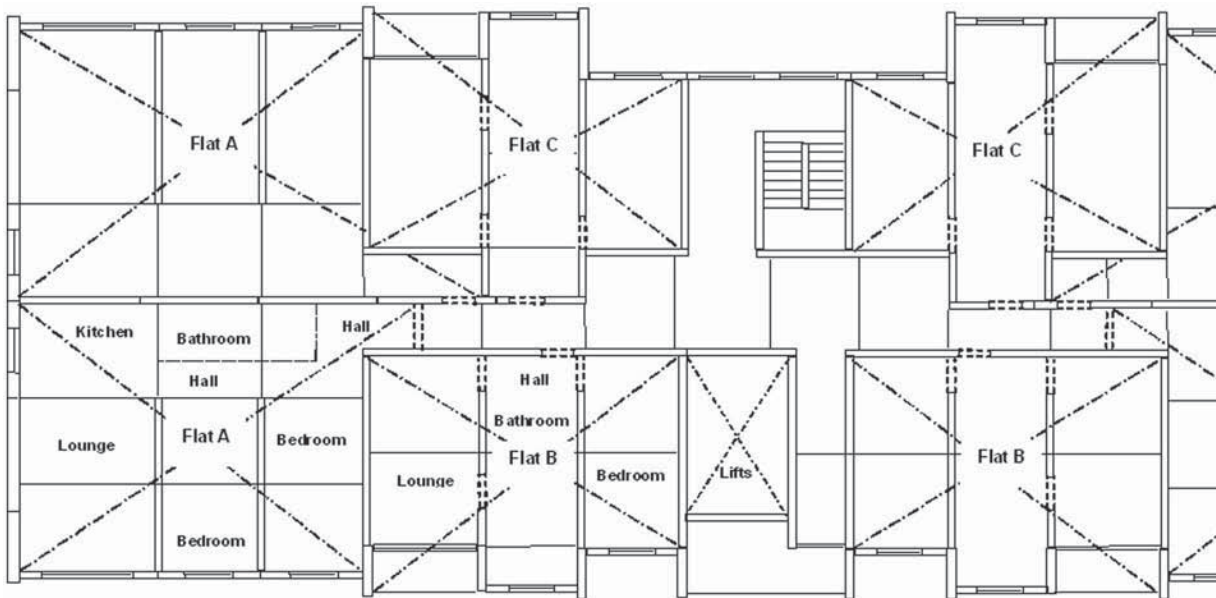 Flat A
Flat C
Flat C
Kitchen
Bathroom
Hall
Hall
Hall
Bathroom
Lounge
Flat A
Bedroom
Flat B
Lounge
Bedroom
Lifts
Flat B
Bedroom